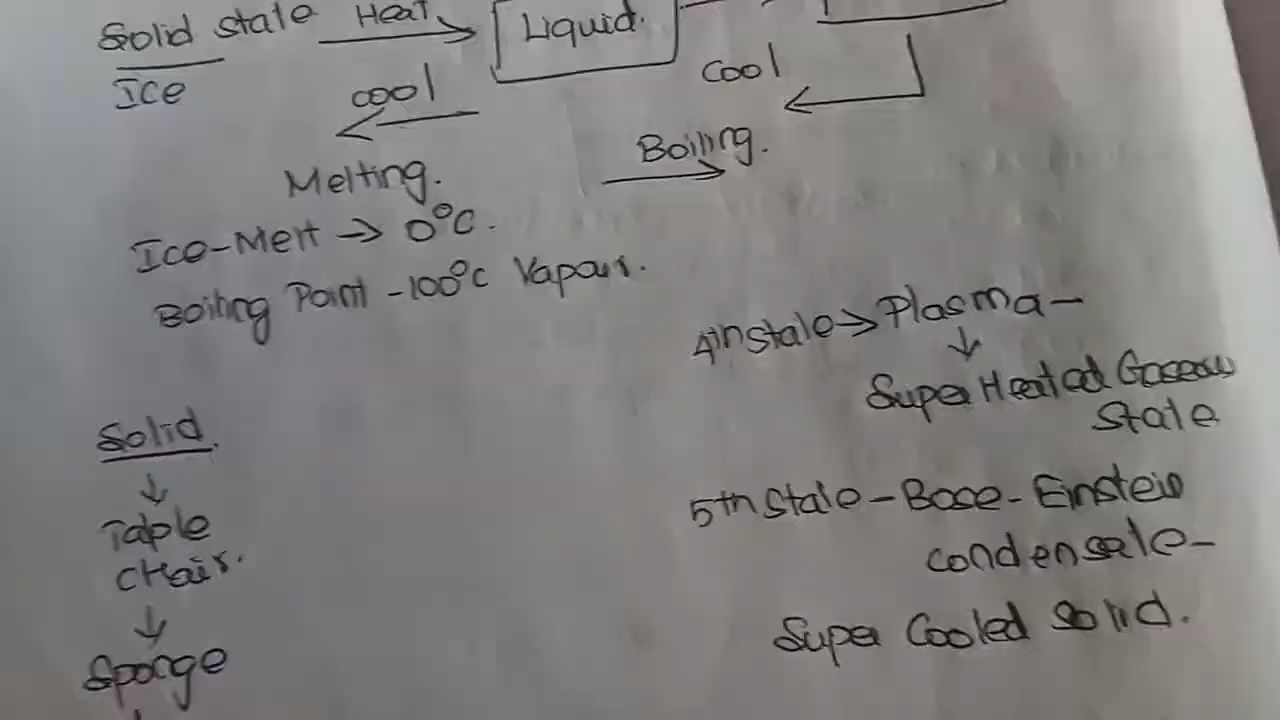 Solid state Heat Liquid.
Ice cool cool
Boiling.
Melting.
Ice-Melt → 0°C.
Boiling Point - 100°C Vapour.
4th state → Plasma -
↓
Super Heated Gaseous
State
Solid.
↓
Table
CHair.
↓
Sponge
5th State - Bose - Einstein
condensate -
Super Cooled Solid.